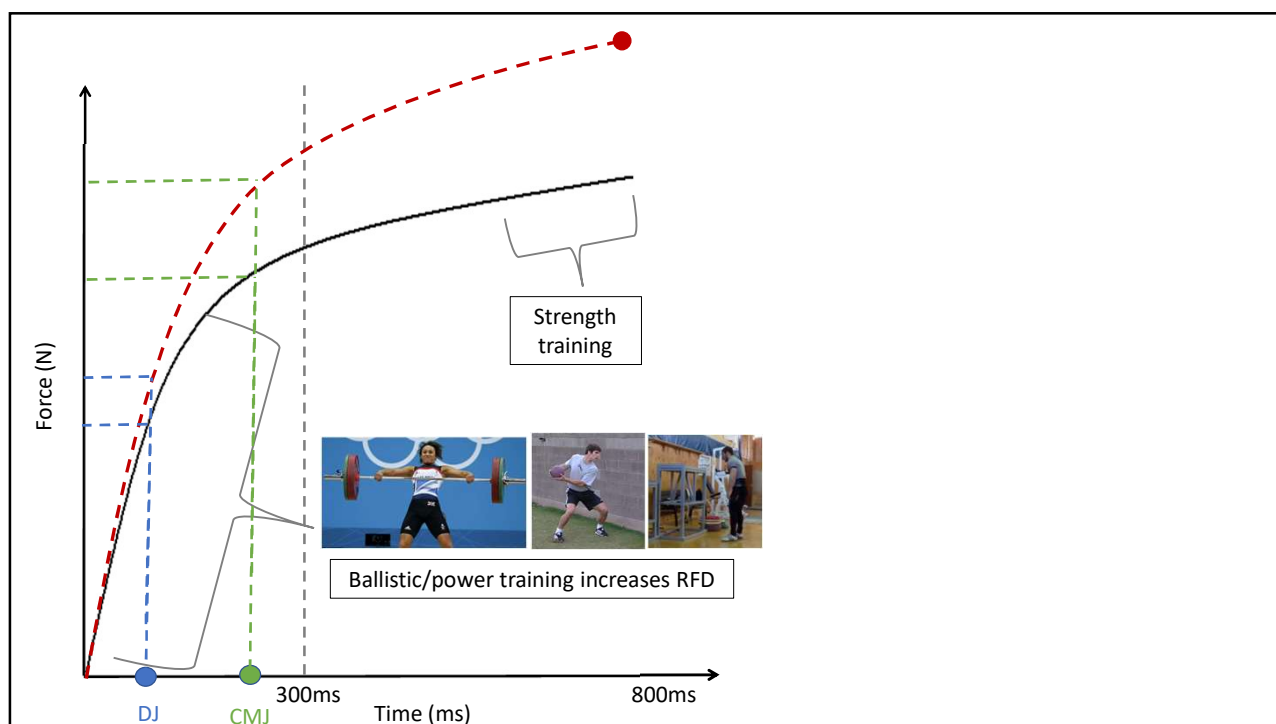 Force (N)
Strength
training
Ballistic/power training increases RFD
300ms
800ms
DJ
CMJ
Time (ms)